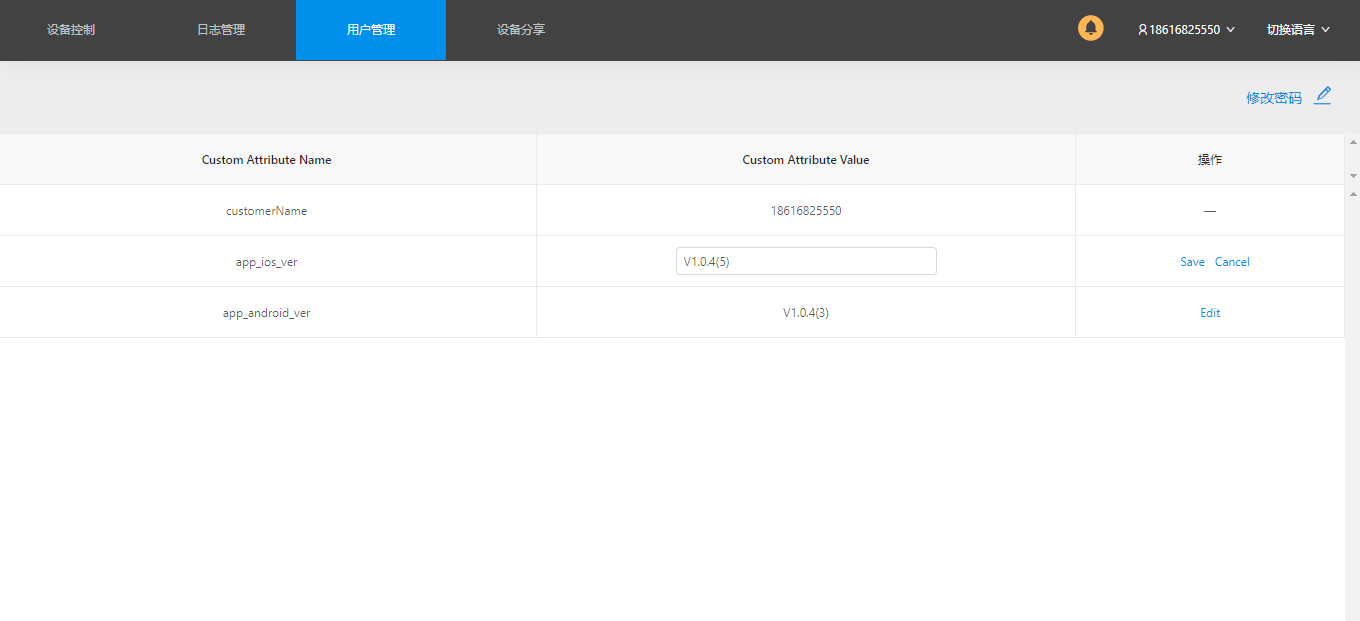 设备控制 日志管理 用户管理 设备分享 18616825550 切换语言
修改密码
Custom Attribute Name Custom Attribute Value 操作
customerName 18616825550 —
app_ios_ver V1.0.4(5) Save Cancel
app_android_ver V1.0.4(3) Edit